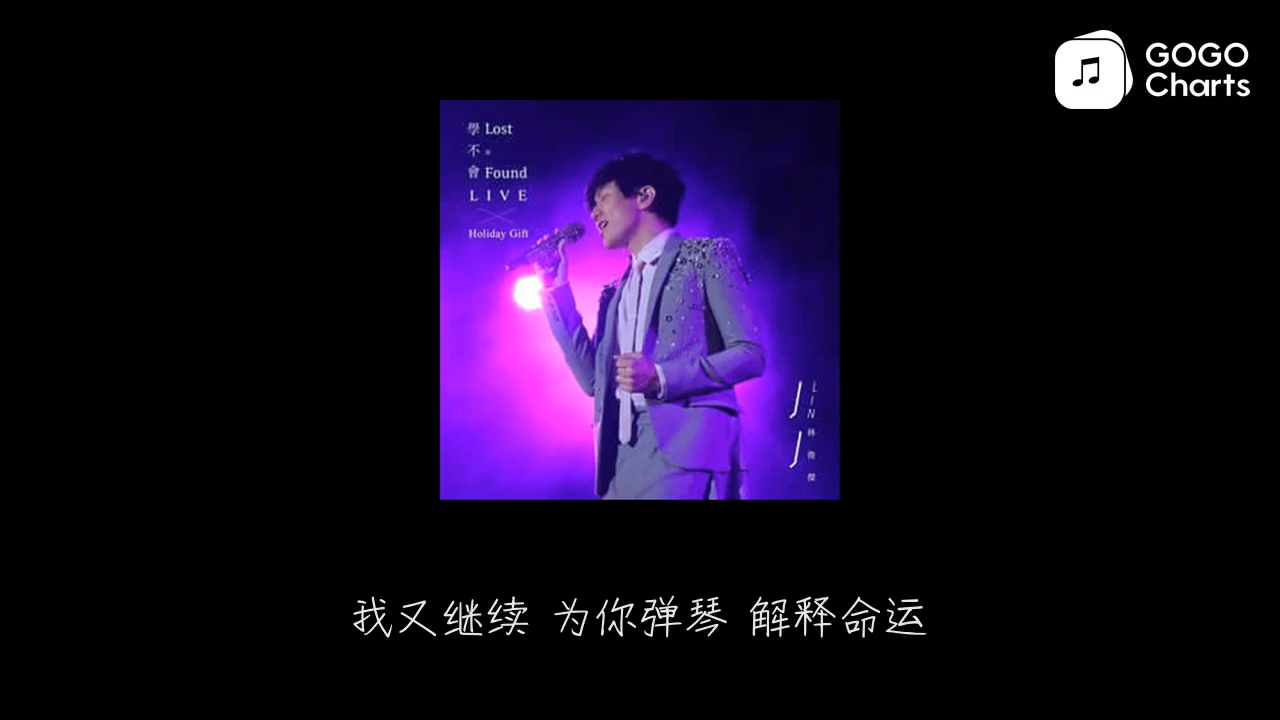 GOGO
Charts
學 Lost
不 ×
會 Found
LIVE
Holiday Gift
JJ
LIN
林俊傑
我又继续 为你弹琴 解释命运